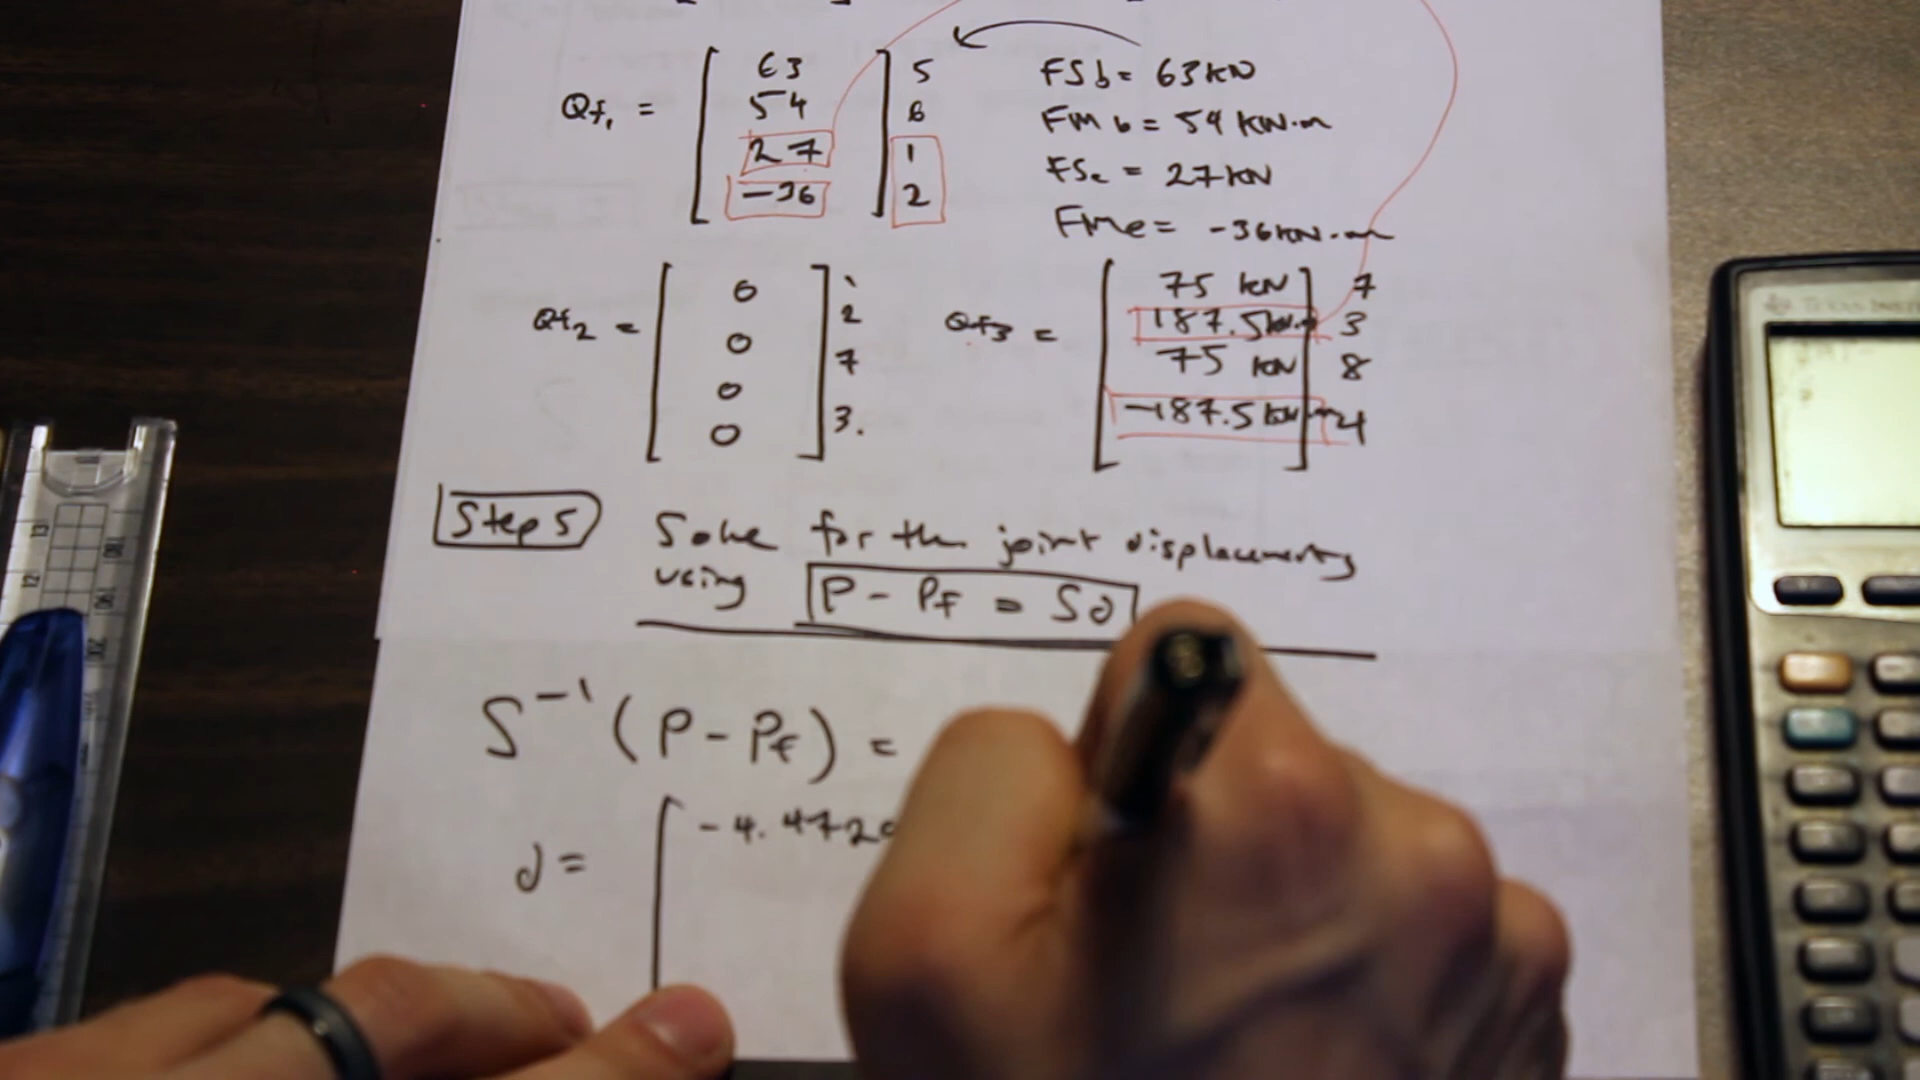 Qf₁ = [ 63 ] 5
54 6
27 1
-36 2
FSb = 63 kN
FMb = 54 kN·m
FSe = 27 kN
FMe = -36 kN·m
Qf₂ = [ 0 ] 1
0 2
0 7
0 3.
Qf₃ = [ 75 kN ] 7
187.5 kN·m 3
75 kN 8
-187.5 kN·m 4
Step 5
Solve for the joint displacements
using P - Pf = Sd
S⁻¹(P - Pf) =
d = [ -4.472
13
12